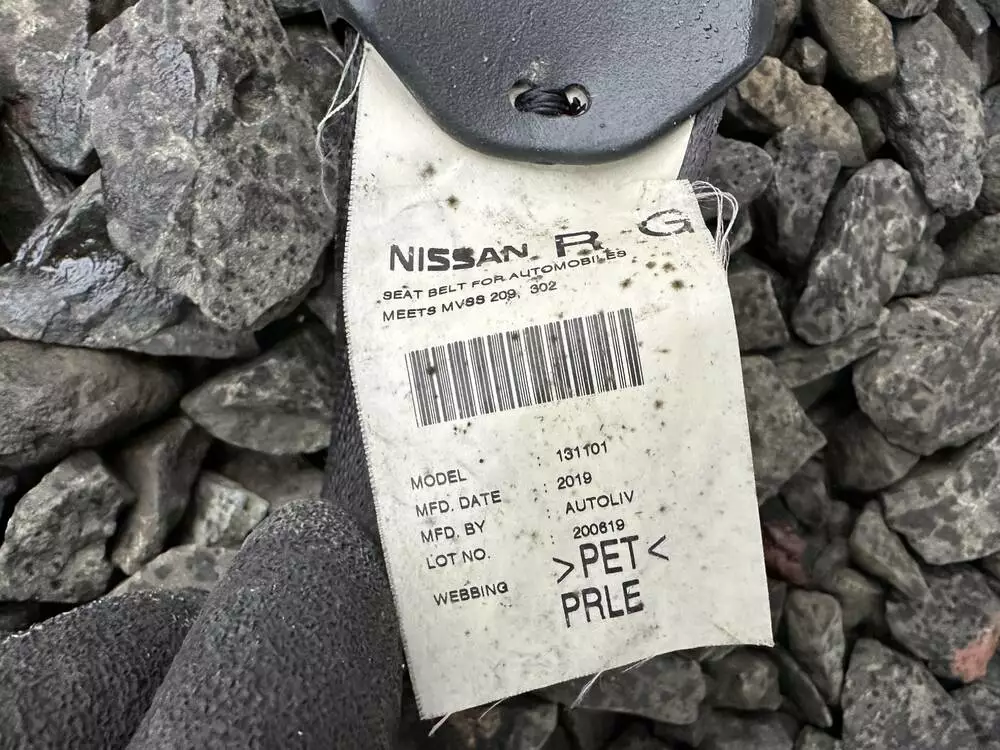 NISSAN R G
SEAT BELT FOR AUTOMOBILES
MEETS MVSS 209, 302
MODEL : 131101
MFD. DATE : 2019
MFD. BY : AUTOLIV
LOT NO. : 200619
WEBBING >PET<
PRLE